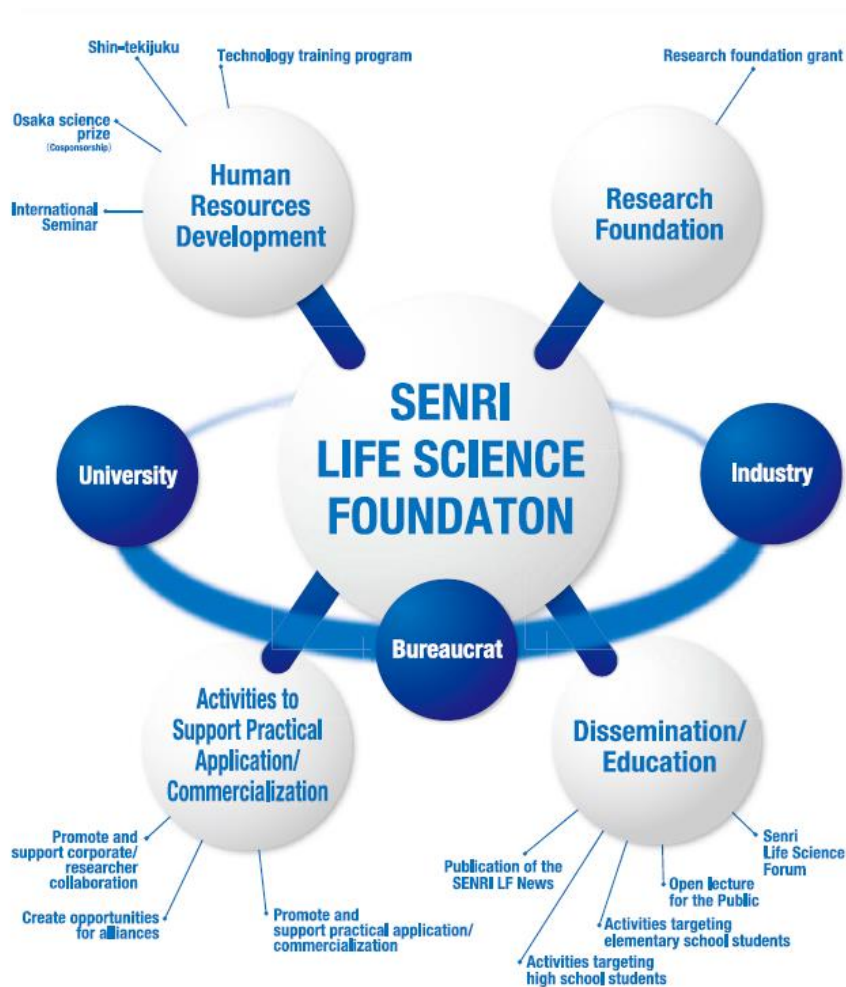 Shin-tekijuku
Technology training program
Osaka science
prize
(Cosponsorship)
International
Seminar
Human
Resources
Development
Research foundation grant
Research
Foundation
SENRI
LIFE SCIENCE
FOUNDATON
University
Industry
Bureaucrat
Activities to
Support Practical
Application/
Commercialization
Promote and
support corporate/
researcher
collaboration
Create opportunities
for alliances
Promote and
support practical application/
commercialization
Dissemination/
Education
Publication of the
SENRI LF News
Activities targeting
high school students
Activities targeting
elementary school students
Open lecture
for the Public
Senri
Life Science
Forum